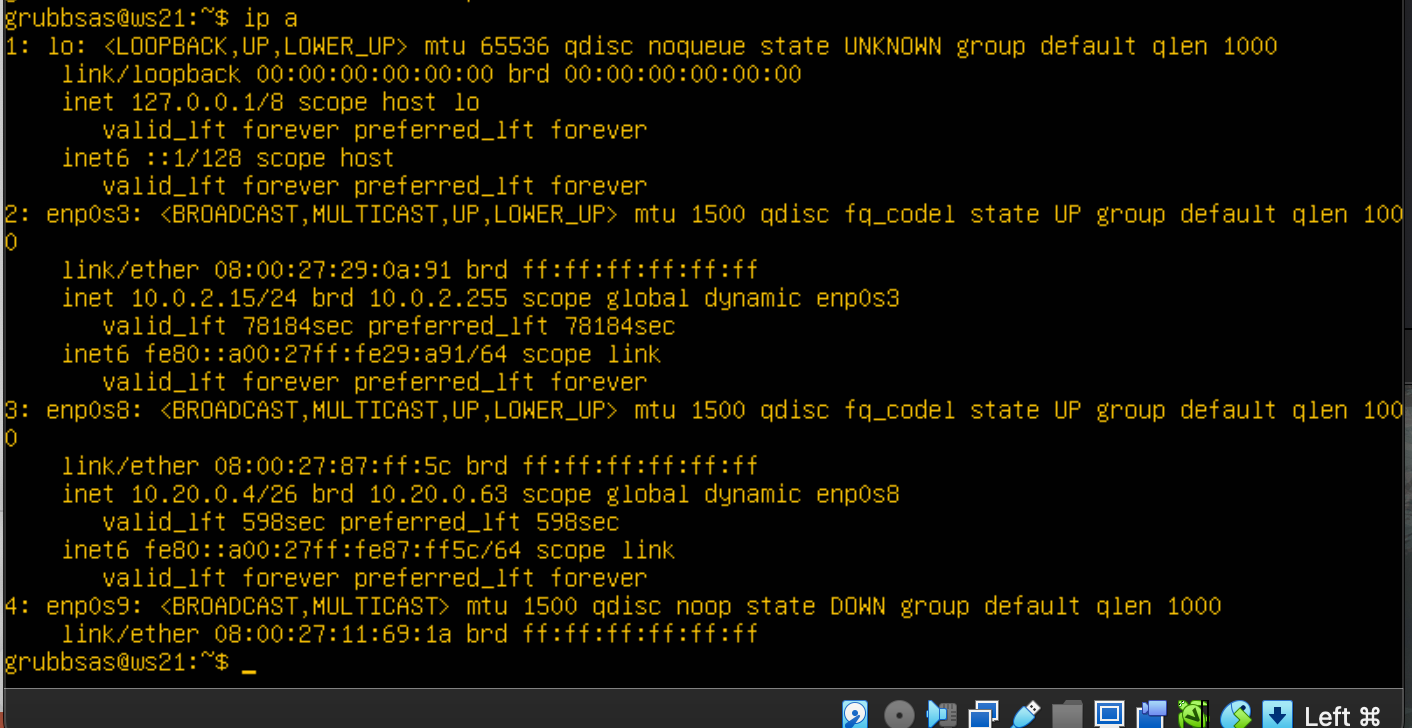 grubbsas@ws21:~$ ip a
1: lo: <LOOPBACK,UP,LOWER_UP> mtu 65536 qdisc noqueue state UNKNOWN group default qlen 1000
    link/loopback 00:00:00:00:00:00 brd 00:00:00:00:00:00
    inet 127.0.0.1/8 scope host lo
       valid_lft forever preferred_lft forever
    inet6 ::1/128 scope host
       valid_lft forever preferred_lft forever
2: enp0s3: <BROADCAST,MULTICAST,UP,LOWER_UP> mtu 1500 qdisc fq_codel state UP group default qlen 100
0
    link/ether 08:00:27:29:0a:91 brd ff:ff:ff:ff:ff:ff
    inet 10.0.2.15/24 brd 10.0.2.255 scope global dynamic enp0s3
       valid_lft 78184sec preferred_lft 78184sec
    inet6 fe80::a00:27ff:fe29:a91/64 scope link
       valid_lft forever preferred_lft forever
3: enp0s8: <BROADCAST,MULTICAST,UP,LOWER_UP> mtu 1500 qdisc fq_codel state UP group default qlen 100
0
    link/ether 08:00:27:87:ff:5c brd ff:ff:ff:ff:ff:ff
    inet 10.20.0.4/26 brd 10.20.0.63 scope global dynamic enp0s8
       valid_lft 598sec preferred_lft 598sec
    inet6 fe80::a00:27ff:fe87:ff5c/64 scope link
       valid_lft forever preferred_lft forever
4: enp0s9: <BROADCAST,MULTICAST> mtu 1500 qdisc noop state DOWN group default qlen 1000
    link/ether 08:00:27:11:69:1a brd ff:ff:ff:ff:ff:ff
grubbsas@ws21:~$ _
Left ⌘